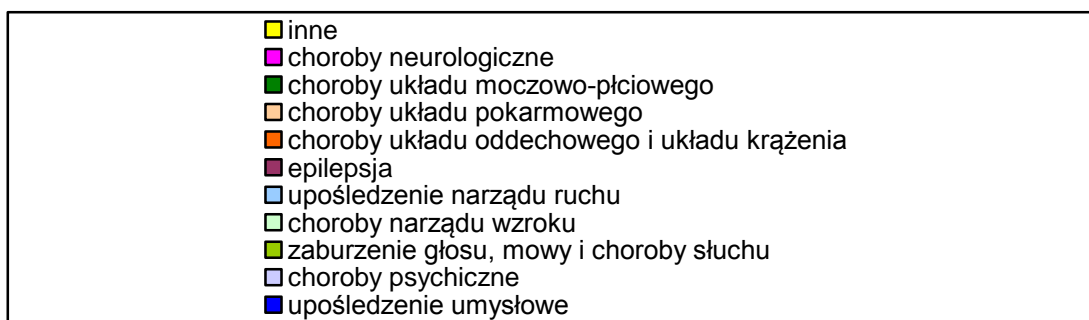 inne
choroby neurologiczne
choroby układu moczowo-płciowego
choroby układu pokarmowego
choroby układu oddechowego i układu krążenia
epilepsja
upośledzenie narządu ruchu
choroby narządu wzroku
zaburzenie głosu, mowy i choroby słuchu
choroby psychiczne
upośledzenie umysłowe